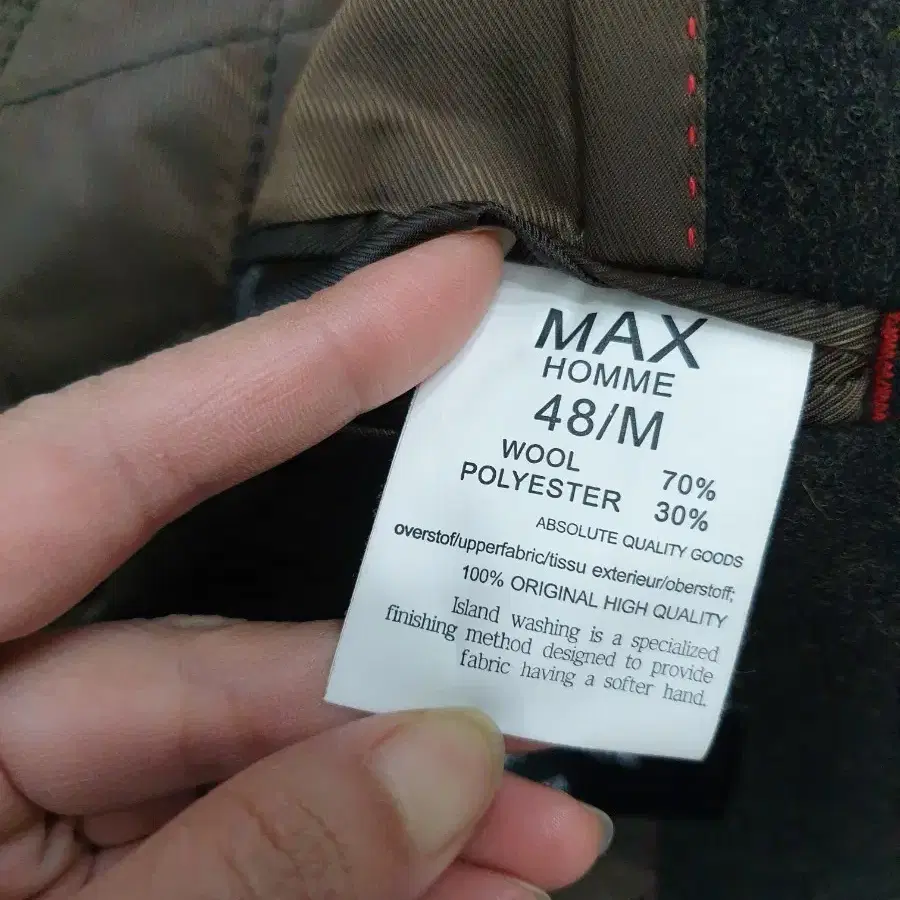 MAX
HOMME
48/M
WOOL 70%
POLYESTER 30%
ABSOLUTE QUALITY GOODS
overstof/upperfabric/tissu exterieur/oberstoff;
100% ORIGINAL HIGH QUALITY
Island washing is a specialized
finishing method designed to provide
fabric having a softer hand.